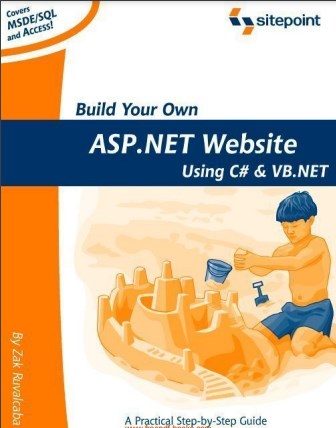 Covers
MSDE/SQL
and Access!
sitepoint
Build Your Own
ASP.NET Website
Using C# & VB.NET
By Zak Ruvalcaba
A Practical Step-by-Step Guide